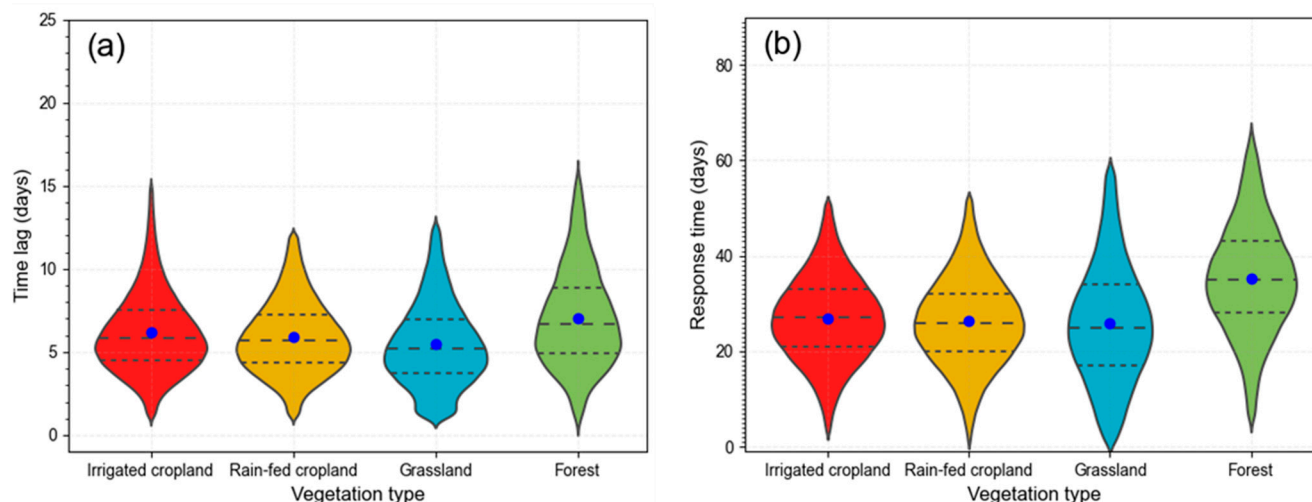 (a)
Time lag (days)
25
20
15
10
5
0
Irrigated cropland Rain-fed cropland Grassland Forest
Vegetation type
(b)
Response time (days)
80
60
40
20
0
Irrigated cropland Rain-fed cropland Grassland Forest
Vegetation type